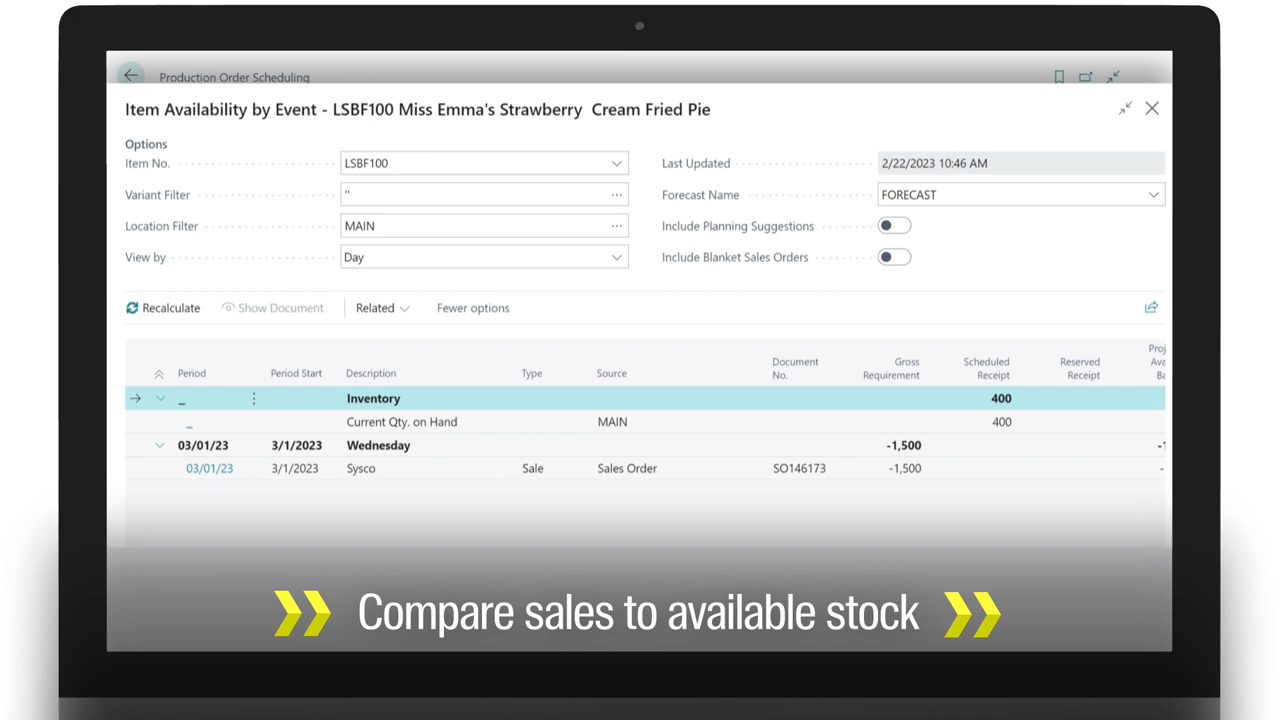 Production Order Scheduling
Item Availability by Event - LSBF100 Miss Emma's Strawberry  Cream Fried Pie
Options
Item No. LSBF100 Last Updated 2/22/2023 10:46 AM
Variant Filter '' ... Forecast Name FORECAST
Location Filter MAIN ... Include Planning Suggestions
View by Day Include Blanket Sales Orders
Recalculate Show Document Related Fewer options
Period Period Start Description Type Source Document No. Gross Requirement Scheduled Receipt Reserved Receipt
_ Inventory 400
_ Current Qty. on Hand MAIN 400
03/01/23 3/1/2023 Wednesday -1,500
03/01/23 3/1/2023 Sysco Sale Sales Order SO146173 -1,500
Compare sales to available stock